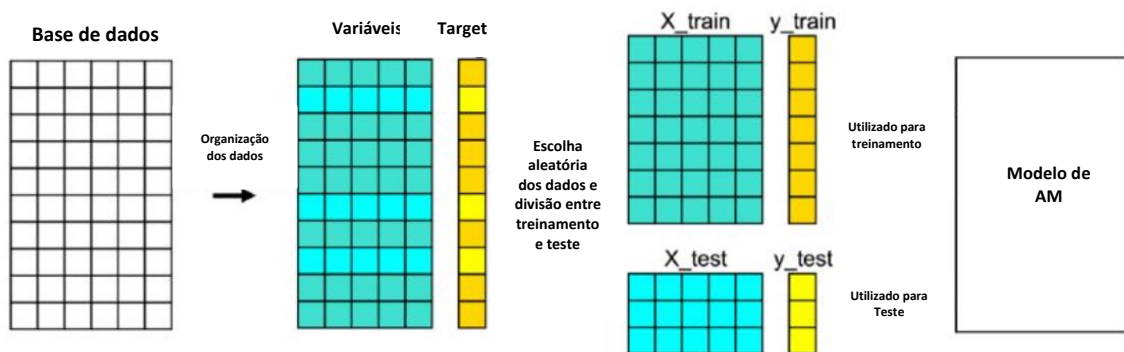 Base de dados
Organização
dos dados
Variáveis
Target
Escolha
aleatória
dos dados e
divisão entre
treinamento
e teste
X_train
y_train
Utilizado para
treinamento
X_test
y_test
Utilizado para
Teste
Modelo de
AM